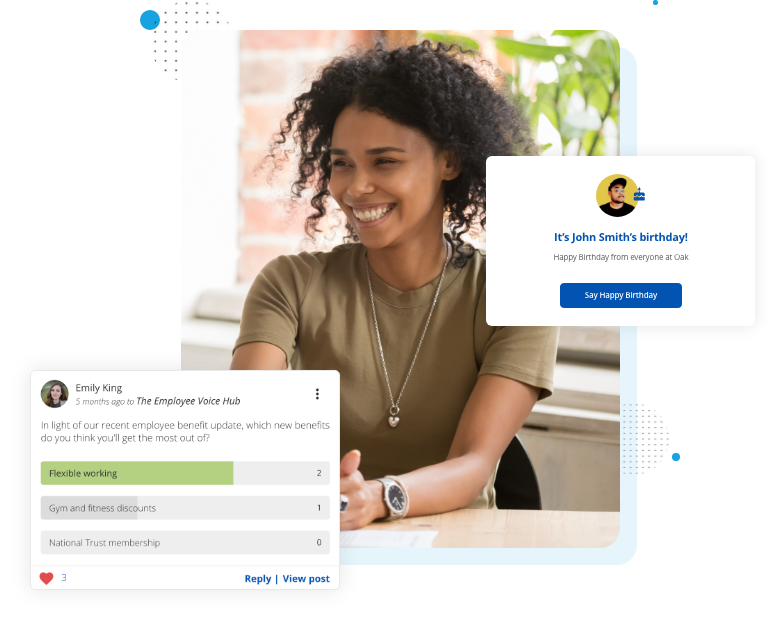 It's John Smith's birthday!
Happy Birthday from everyone at Oak
Say Happy Birthday
Emily King
5 months ago to The Employee Voice Hub
In light of our recent employee benefit update, which new benefits
do you think you'll get the most out of?
Flexible working 2
Gym and fitness discounts 1
National Trust membership 0
3 Reply | View post